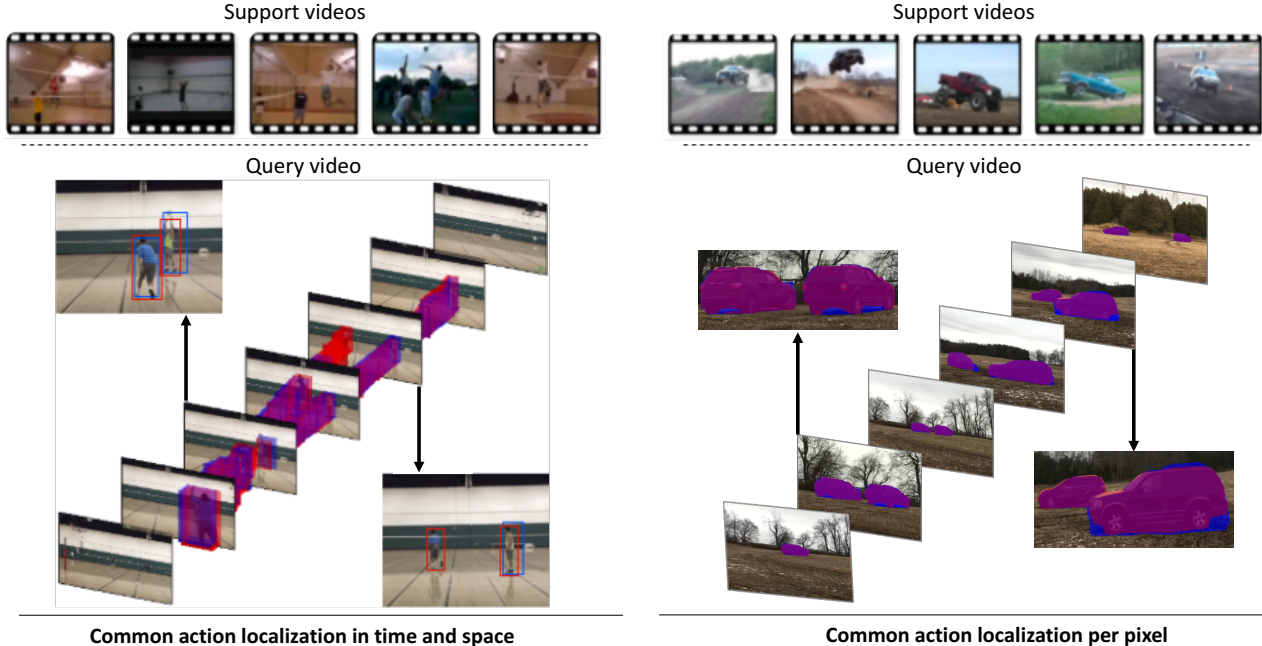 Support videos
Query video
Common action localization in time and space
Support videos
Query video
Common action localization per pixel